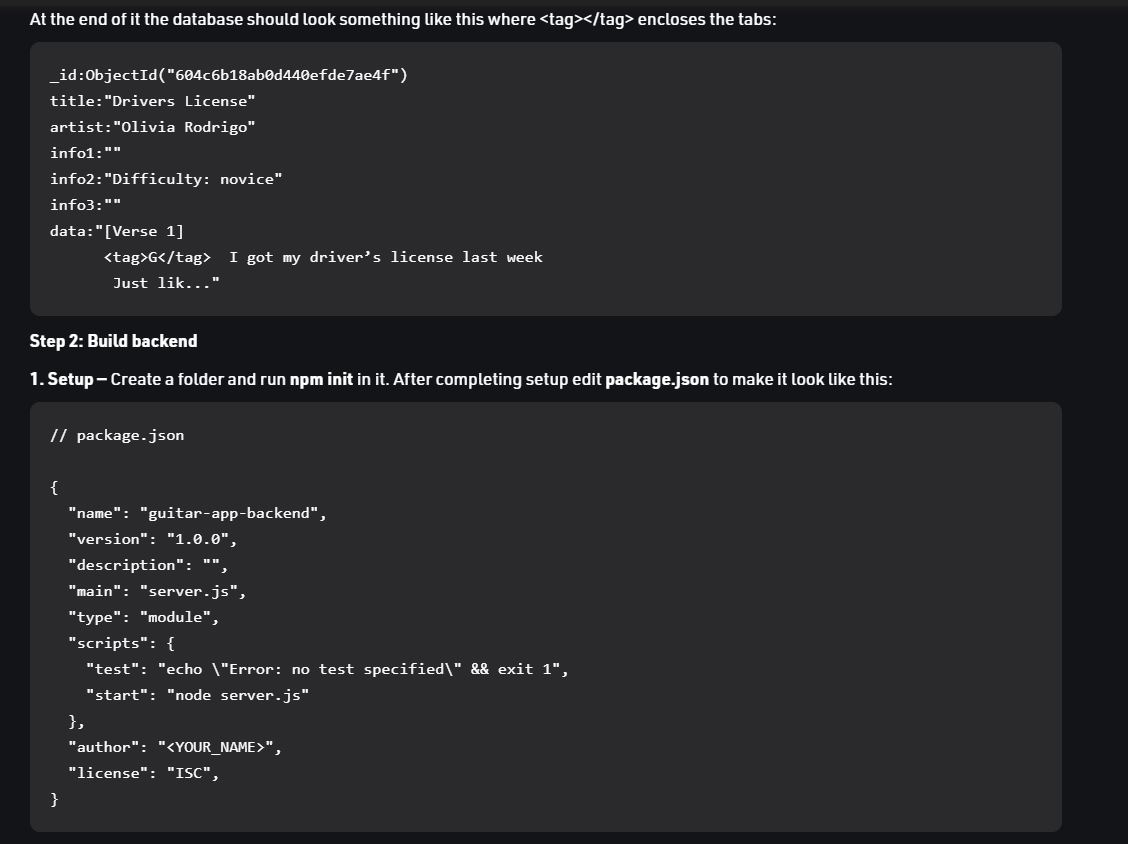 At the end of it the database should look something like this where <tag></tag> encloses the tabs:
_id:ObjectId("604c6b18ab0d440efde7ae4f")
title:"Drivers License"
artist:"Olivia Rodrigo"
info1:""
info2:"Difficulty: novice"
info3:""
data:"[Verse 1]
      <tag>G</tag>  I got my driver’s license last week
       Just lik..."
Step 2: Build backend
1. Setup – Create a folder and run npm init in it. After completing setup edit package.json to make it look like this:
// package.json
{
  "name": "guitar-app-backend",
  "version": "1.0.0",
  "description": "",
  "main": "server.js",
  "type": "module",
  "scripts": {
    "test": "echo \"Error: no test specified\" && exit 1",
    "start": "node server.js"
  },
  "author": "<YOUR_NAME>",
  "license": "ISC",
}